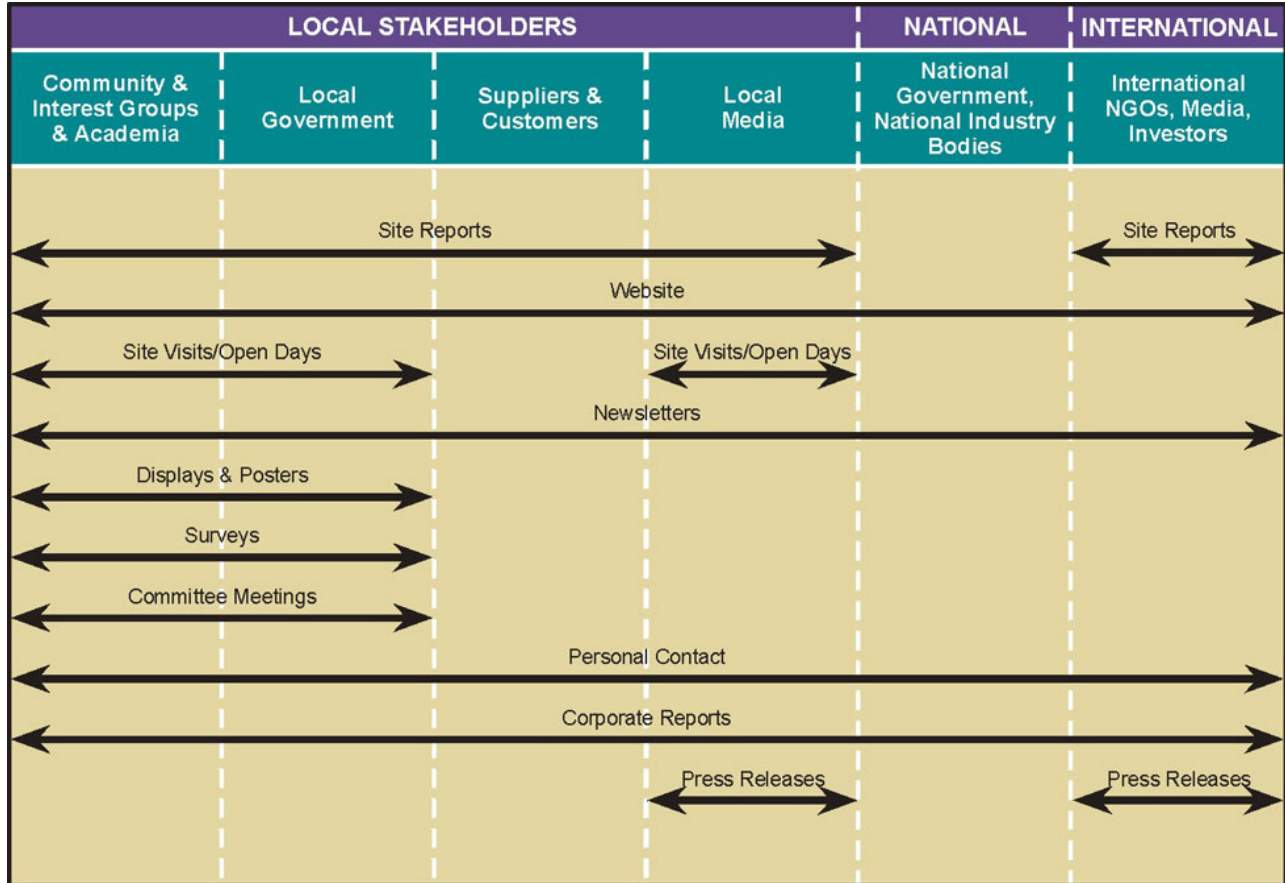 LOCAL STAKEHOLDERS
NATIONAL
INTERNATIONAL
Community &
Interest Groups
& Academia
Local
Government
Suppliers &
Customers
Local
Media
National
Government,
National Industry
Bodies
International
NGOs, Media,
Investors
Site Reports
Site Reports
Website
Site Visits/Open Days
Site Visits/Open Days
Newsletters
Displays & Posters
Surveys
Committee Meetings
Personal Contact
Corporate Reports
Press Releases
Press Releases